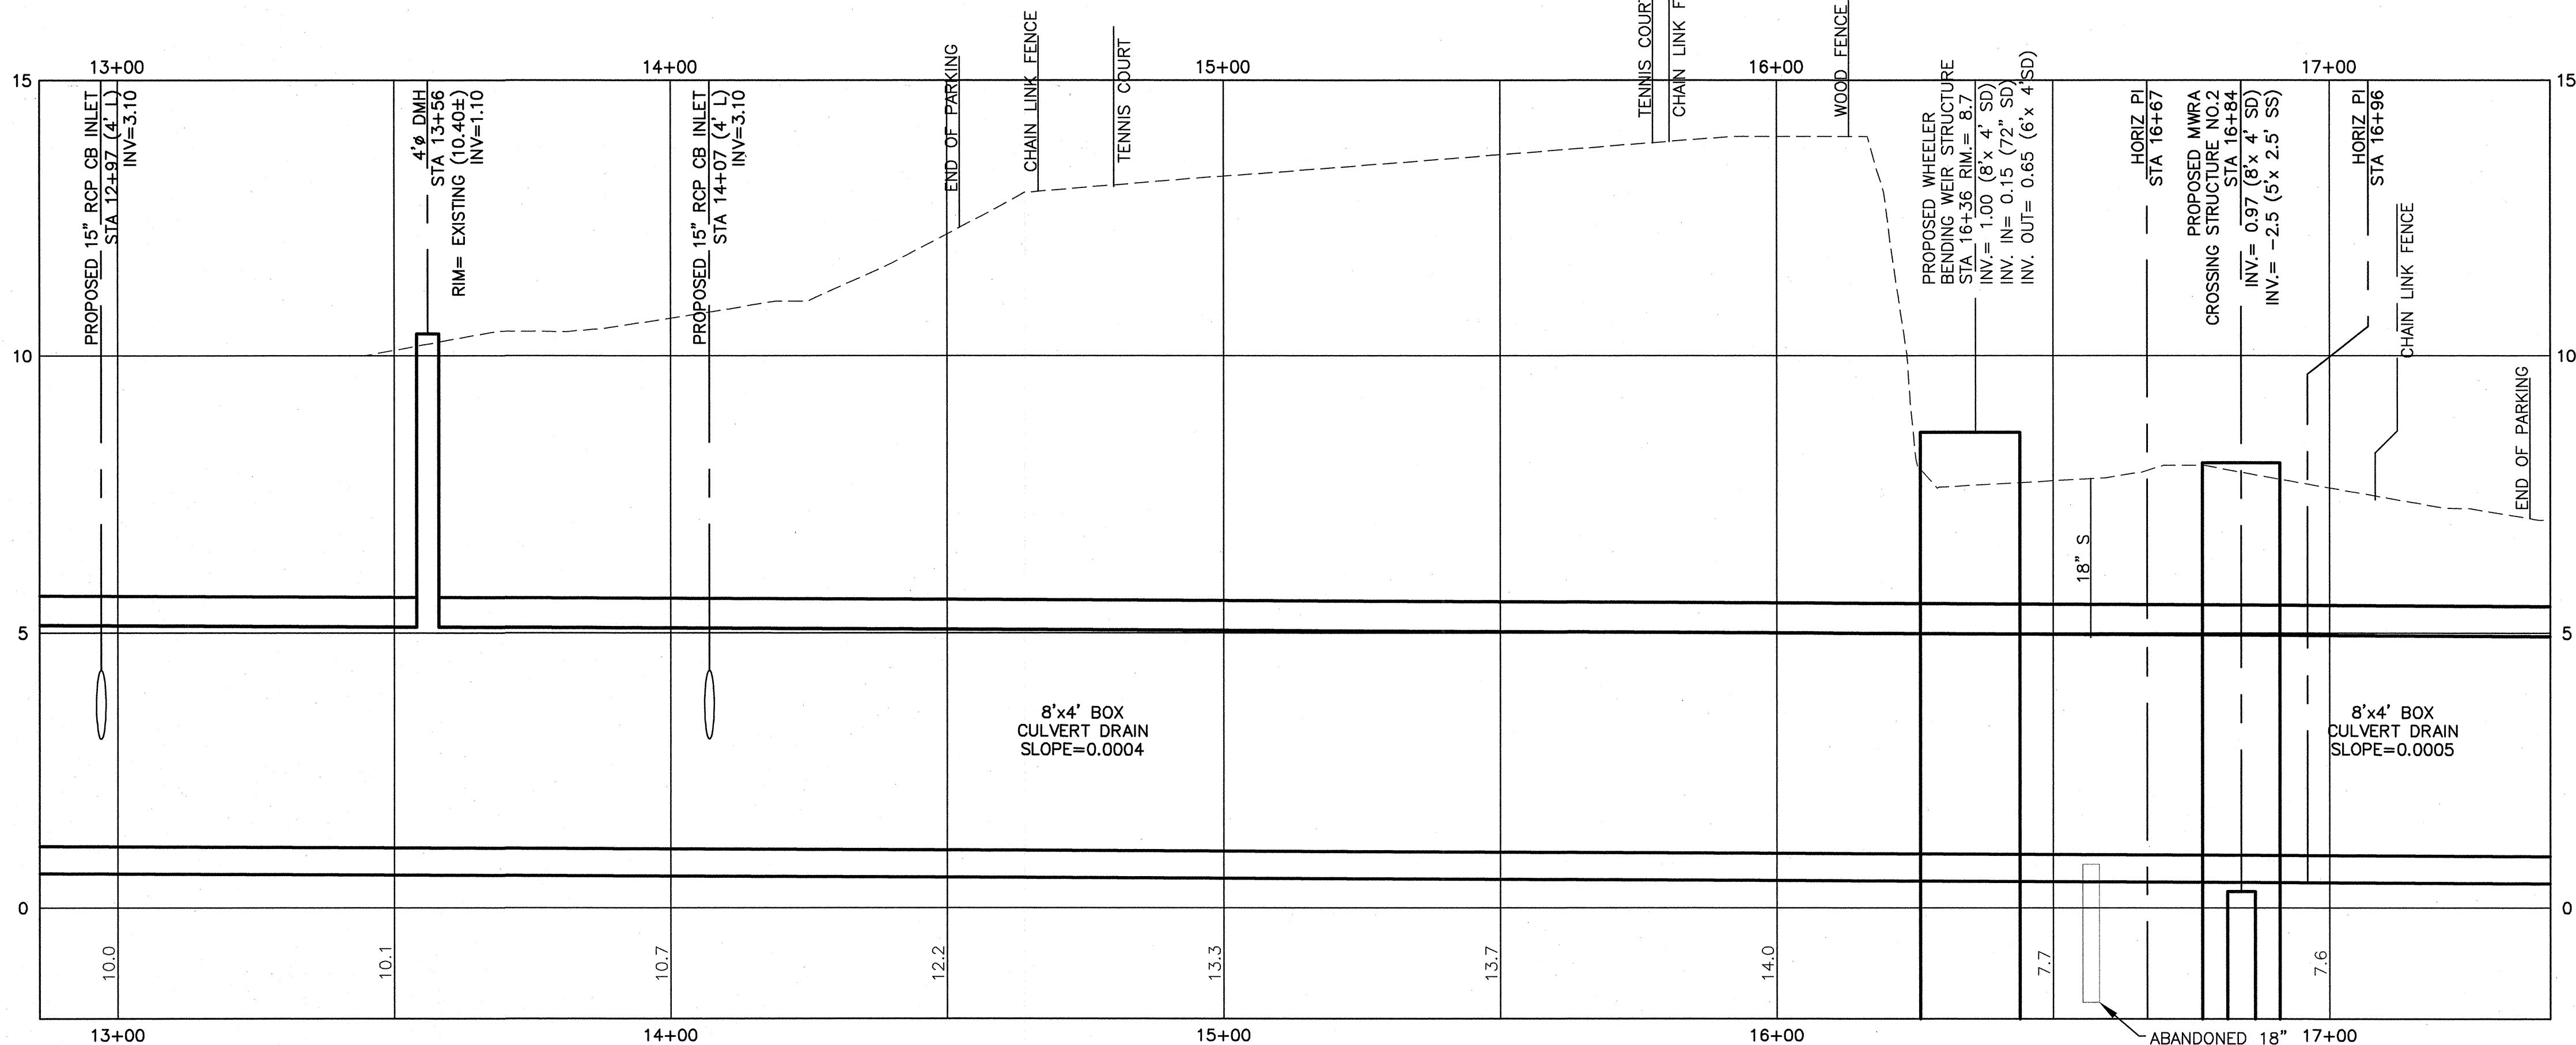 13+00
14+00
15+00
16+00
17+00
15
15
10
10
5
5
0
0
PROPOSED 15" RCP CB INLET
STA 12+97 (4' L)
INV=3.10
4'ø DMH
STA 13+56
RIM= EXISTING (10.40±)
INV=1.10
PROPOSED 15" RCP CB INLET
STA 14+07 (4' L)
INV=3.10
END OF PARKING
CHAIN LINK FENCE
TENNIS COURT
TENNIS COURT
CHAIN LINK F
WOOD FENCE
PROPOSED WHEELER
BENDING WEIR STRUCTURE
STA 16+36 RIM.= 8.7
INV.= 1.00 (8'x 4' SD)
INV. IN= 0.15 (72" SD)
INV. OUT= 0.65 (6'x 4'SD)
18" S
HORIZ PI
STA 16+67
PROPOSED MWRA
CROSSING STRUCTURE NO.2
STA 16+84
INV.= 0.97 (8'x 4' SD)
INV.= -2.5 (5'x 2.5' SS)
HORIZ PI
STA 16+96
CHAIN LINK FENCE
END OF PARKING
8'x4' BOX
CULVERT DRAIN
SLOPE=0.0004
8'x4' BOX
CULVERT DRAIN
SLOPE=0.0005
10.0
10.1
10.7
12.2
13.3
13.7
14.0
7.7
7.6
13+00
14+00
15+00
16+00
ABANDONED 18"
17+00